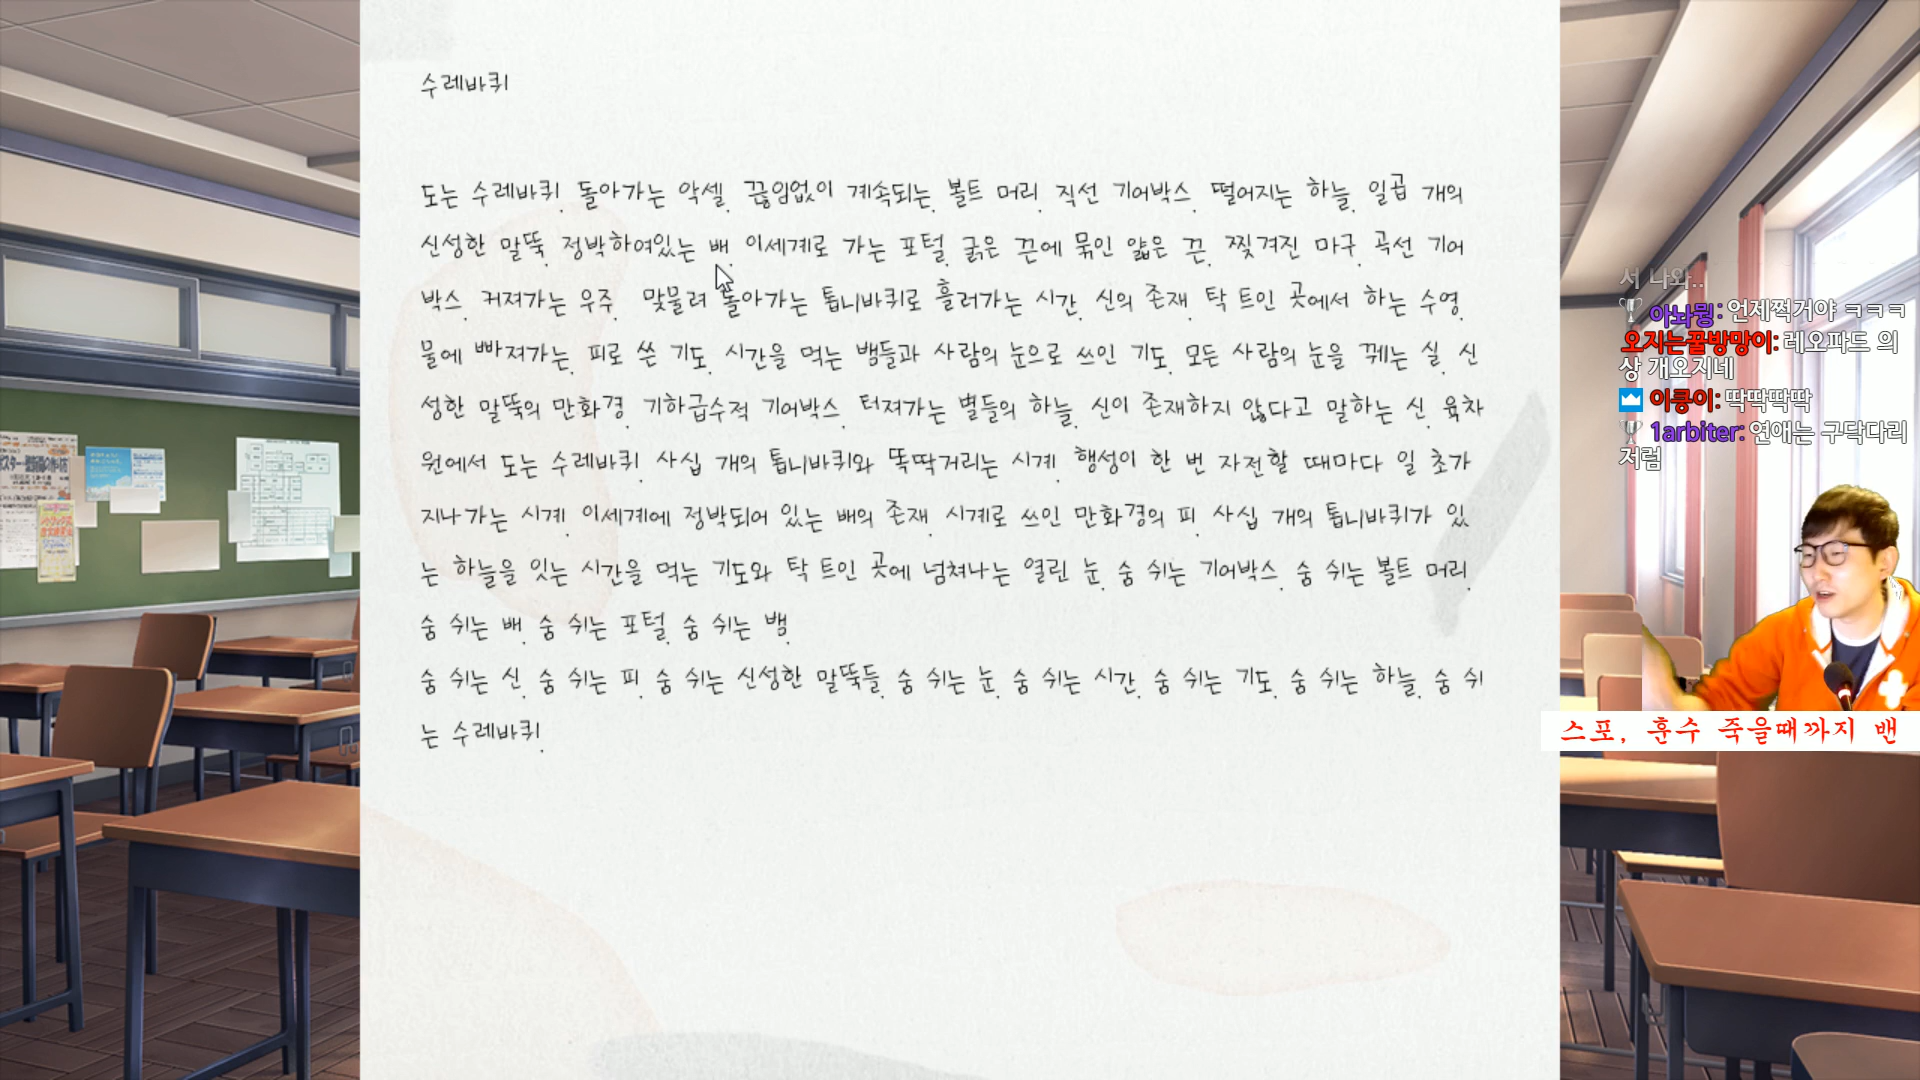 수레바퀴
도는 수레바퀴. 돌아가는 악셀. 끊임없이 계속되는. 볼트 머리. 직선 기어박스. 떨어지는 하늘. 일곱 개의
신성한 말뚝. 정박하여있는 배. 이세계로 가는 포털. 굵은 끈에 묶인 얇은 끈. 찢겨진 마구. 곡선 기어
박스. 커져가는 우주. 맞물려 돌아가는 톱니바퀴로 흘러가는 시간. 신의 존재. 탁 트인 곳에서 하는 수영.
물에 빠져가는. 피로 쓴 기도. 시간을 먹는 뱀들과 사람의 눈으로 쓰인 기도. 모든 사람의 눈을 꿰는 실. 신
성한 말뚝의 만화경. 기하급수적 기어박스. 터져가는 별들의 하늘. 신이 존재하지 않다고 말하는 신. 육차
원에서 도는 수레바퀴. 사십 개의 톱니바퀴와 똑딱거리는 시계. 행성이 한 번 자전할 때마다 일 초가
지나가는 시계. 이세계에 정박되어 있는 배의 존재. 시계로 쓰인 만화경의 피. 사십 개의 톱니바퀴가 있
는 하늘을 잇는 시간을 먹는 기도와 탁 트인 곳에 넘쳐나는 열린 눈. 숨 쉬는 기어박스. 숨 쉬는 볼트 머리.
숨 쉬는 배. 숨 쉬는 포털. 숨 쉬는 뱀.
숨 쉬는 신. 숨 쉬는 피. 숨 쉬는 신성한 말뚝들. 숨 쉬는 눈. 숨 쉬는 시간. 숨 쉬는 기도. 숨 쉬는 하늘. 숨 쉬
는 수레바퀴.
서 나와..
아놔뭥: 언제쩍거야 ㅋㅋㅋ
오지는꿀방망이: 레오파드 의
상 개오지네
이킁이: 딱딱딱딱
1arbiter: 연애는 구닥다리
저럼
스포, 훈수 죽을때까지 밴